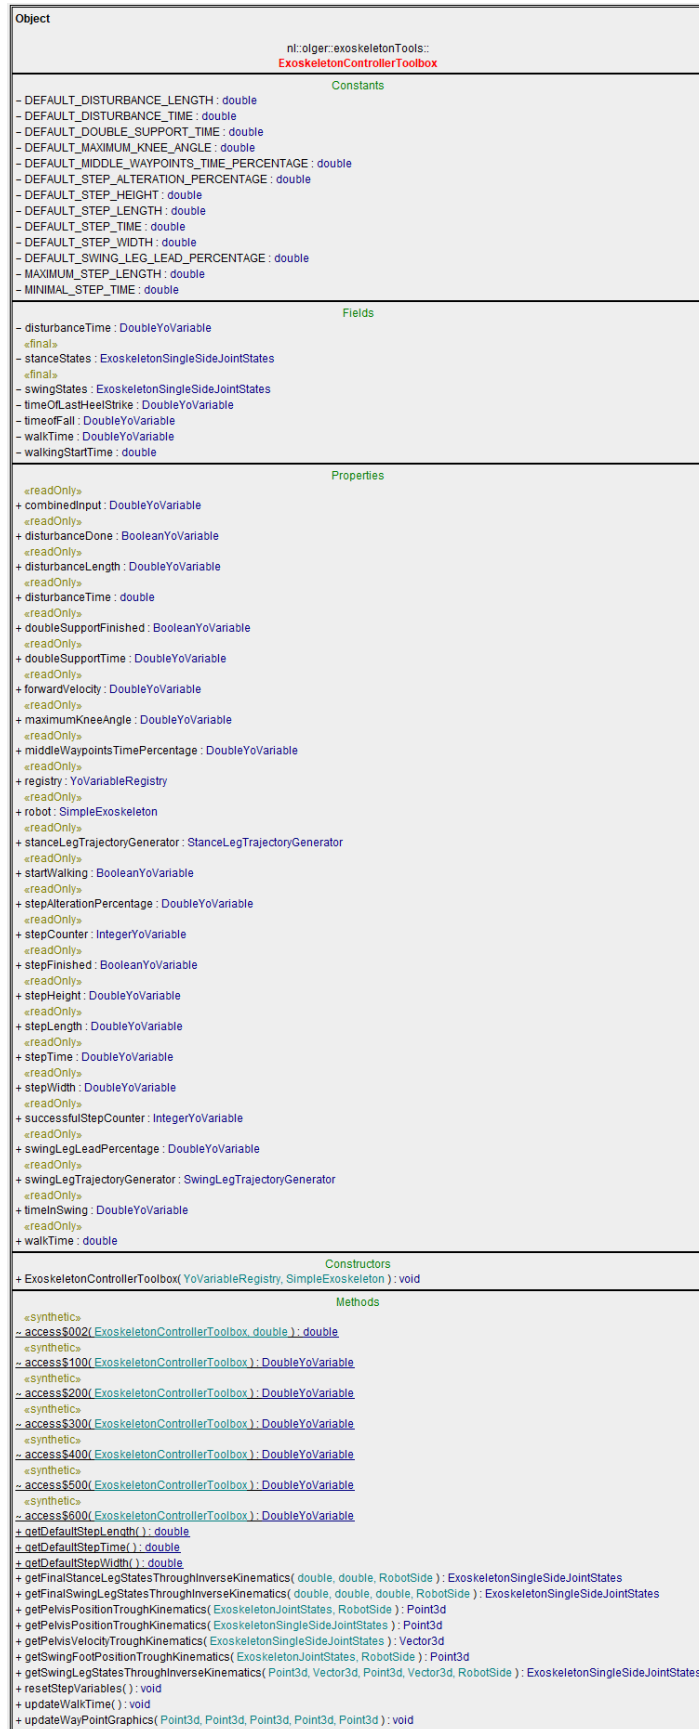 Object
nl::olger::exoskeletonTools::
ExoskeletonControllerToolbox
Constants
– DEFAULT_DISTURBANCE_LENGTH : double
– DEFAULT_DISTURBANCE_TIME : double
– DEFAULT_DOUBLE_SUPPORT_TIME : double
– DEFAULT_MAXIMUM_KNEE_ANGLE : double
– DEFAULT_MIDDLE_WAYPOINTS_TIME_PERCENTAGE : double
– DEFAULT_STEP_ALTERATION_PERCENTAGE : double
– DEFAULT_STEP_HEIGHT : double
– DEFAULT_STEP_LENGTH : double
– DEFAULT_STEP_TIME : double
– DEFAULT_STEP_WIDTH : double
– DEFAULT_SWING_LEG_LEAD_PERCENTAGE : double
– MAXIMUM_STEP_LENGTH : double
– MINIMAL_STEP_TIME : double
Fields
– disturbanceTime : DoubleYoVariable
«final»
– stanceStates : ExoskeletonSingleSideJointStates
«final»
– swingStates : ExoskeletonSingleSideJointStates
– timeOfLastHeelStrike : DoubleYoVariable
– timeofFall : DoubleYoVariable
– walkTime : DoubleYoVariable
– walkingStartTime : double
Properties
«readOnly»
+ combinedInput : DoubleYoVariable
«readOnly»
+ disturbanceDone : BooleanYoVariable
«readOnly»
+ disturbanceLength : DoubleYoVariable
«readOnly»
+ disturbanceTime : double
«readOnly»
+ doubleSupportFinished : BooleanYoVariable
«readOnly»
+ doubleSupportTime : DoubleYoVariable
«readOnly»
+ forwardVelocity : DoubleYoVariable
«readOnly»
+ maximumKneeAngle : DoubleYoVariable
«readOnly»
+ middleWaypointsTimePercentage : DoubleYoVariable
«readOnly»
+ registry : YoVariableRegistry
«readOnly»
+ robot : SimpleExoskeleton
«readOnly»
+ stanceLegTrajectoryGenerator : StanceLegTrajectoryGenerator
«readOnly»
+ startWalking : BooleanYoVariable
«readOnly»
+ stepAlterationPercentage : DoubleYoVariable
«readOnly»
+ stepCounter : IntegerYoVariable
«readOnly»
+ stepFinished : BooleanYoVariable
«readOnly»
+ stepHeight : DoubleYoVariable
«readOnly»
+ stepLength : DoubleYoVariable
«readOnly»
+ stepTime : DoubleYoVariable
«readOnly»
+ stepWidth : DoubleYoVariable
«readOnly»
+ successfulStepCounter : IntegerYoVariable
«readOnly»
+ swingLegLeadPercentage : DoubleYoVariable
«readOnly»
+ swingLegTrajectoryGenerator : SwingLegTrajectoryGenerator
«readOnly»
+ timeInSwing : DoubleYoVariable
«readOnly»
+ walkTime : double
Constructors
+ ExoskeletonControllerToolbox( YoVariableRegistry, SimpleExoskeleton ) : void
Methods
«synthetic»
~ access$002( ExoskeletonControllerToolbox, double ) : double
«synthetic»
~ access$100( ExoskeletonControllerToolbox ) : DoubleYoVariable
«synthetic»
~ access$200( ExoskeletonControllerToolbox ) : DoubleYoVariable
«synthetic»
~ access$300( ExoskeletonControllerToolbox ) : DoubleYoVariable
«synthetic»
~ access$400( ExoskeletonControllerToolbox ) : DoubleYoVariable
«synthetic»
~ access$500( ExoskeletonControllerToolbox ) : DoubleYoVariable
«synthetic»
~ access$600( ExoskeletonControllerToolbox ) : DoubleYoVariable
+ getDefaultStepLength( ) : double
+ getDefaultStepTime( ) : double
+ getDefaultStepWidth( ) : double
+ getFinalStanceLegStatesThroughInverseKinematics( double, double, RobotSide ) : ExoskeletonSingleSideJointStates
+ getFinalSwingLegStatesThroughInverseKinematics( double, double, double, RobotSide ) : ExoskeletonSingleSideJointStates
+ getPelvisPositionTroughKinematics( ExoskeletonJointStates, RobotSide ) : Point3d
+ getPelvisPositionTroughKinematics( ExoskeletonSingleSideJointStates ) : Point3d
+ getPelvisVelocityTroughKinematics( ExoskeletonSingleSideJointStates ) : Vector3d
+ getSwingFootPositionTroughKinematics( ExoskeletonJointStates, RobotSide ) : Point3d
+ getSwingLegStatesThroughInverseKinematics( Point3d, Vector3d, Point3d, Vector3d, RobotSide ) : ExoskeletonSingleSideJointStates
+ resetStepVariables( ) : void
+ updateWalkTime( ) : void
+ updateWayPointGraphics( Point3d, Point3d, Point3d, Point3d, Point3d ) : void